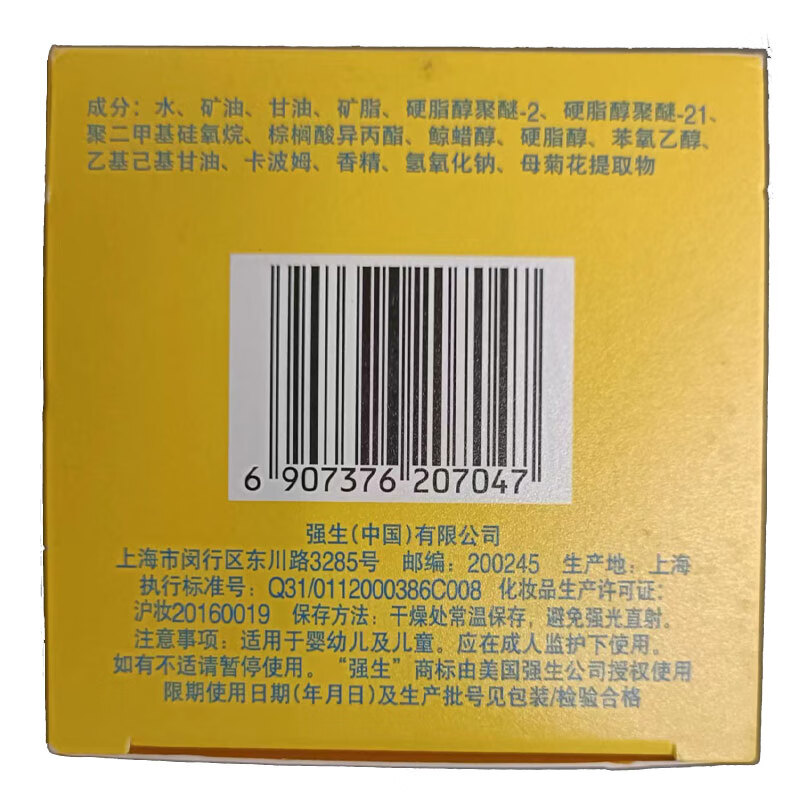 成分：水、矿油、甘油、矿脂、硬脂醇聚醚-2、硬脂醇聚醚-21、
聚二甲基硅氧烷、棕榈酸异丙酯、鲸蜡醇、硬脂醇、苯氧乙醇、
乙基己基甘油、卡波姆、香精、氢氧化钠、母菊花提取物
6 907376 207047
强生(中国)有限公司
上海市闵行区东川路3285号 邮编：200245 生产地：上海
执行标准号：Q31/0112000386C008 化妆品生产许可证：
沪妆20160019 保存方法：干燥处常温保存，避免强光直射。
注意事项：适用于婴幼儿及儿童。应在成人监护下使用。
如有不适请暂停使用。“强生”商标由美国强生公司授权使用
限期使用日期(年月日)及生产批号见包装/检验合格